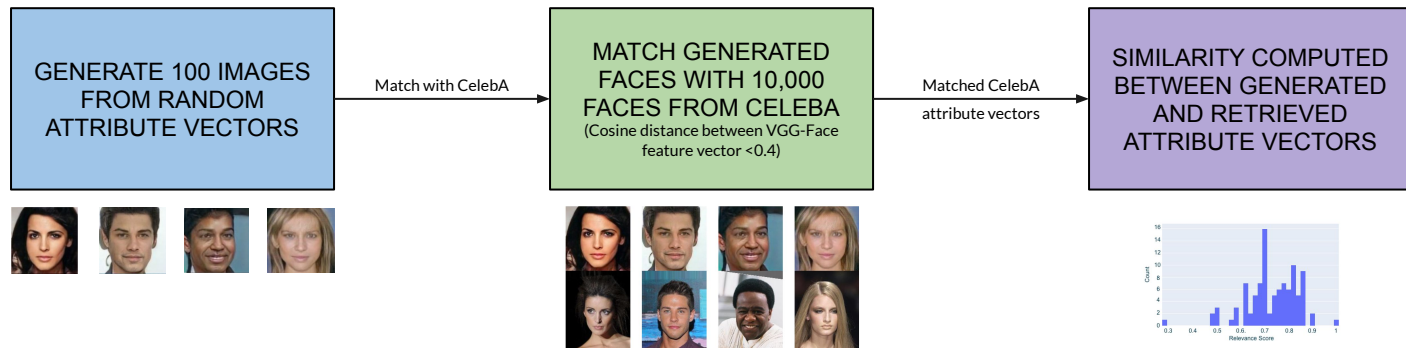 GENERATE 100 IMAGES
FROM RANDOM
ATTRIBUTE VECTORS
Match with CelebA
MATCH GENERATED
FACES WITH 10,000
FACES FROM CELEBA
(Cosine distance between VGG-Face
feature vector <0.4)
Matched CelebA
attribute vectors
SIMILARITY COMPUTED
BETWEEN GENERATED
AND RETRIEVED
ATTRIBUTE VECTORS
16
14
12
10
8
6
4
2
0
Count
0.3
0.4
0.5
0.6
0.7
0.8
0.9
1
Relevance Score